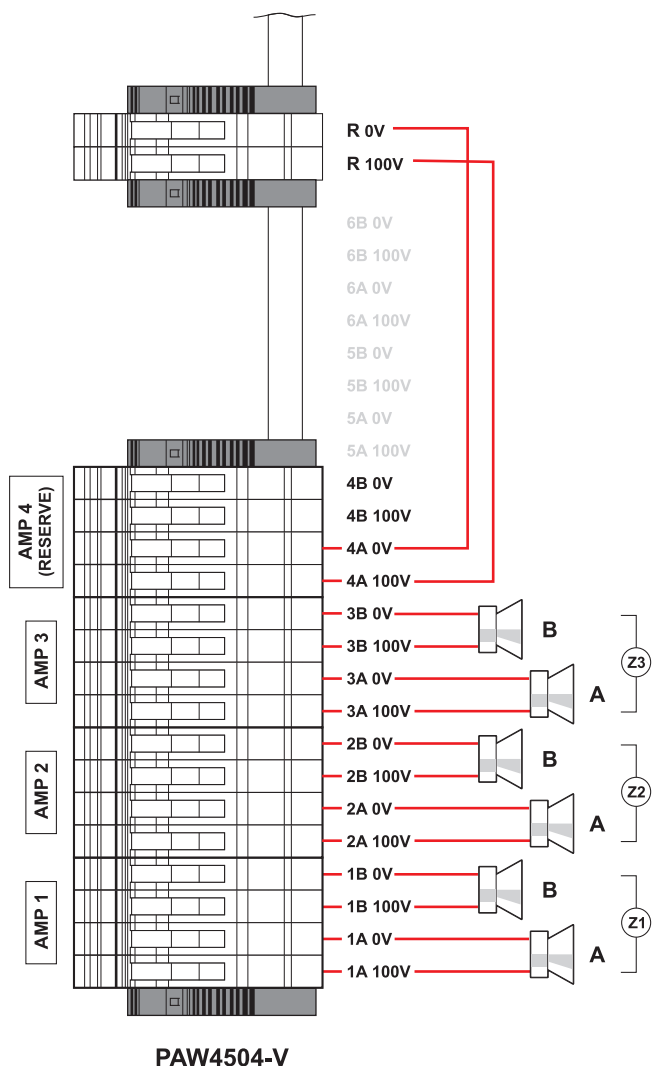 R 0V
R 100V
6B 0V
6B 100V
6A 0V
6A 100V
5B 0V
5B 100V
5A 0V
5A 100V
AMP 4
(RESERVE)
4B 0V
4B 100V
4A 0V
4A 100V
AMP 3
3B 0V
B
3B 100V
Z3
3A 0V
A
3A 100V
AMP 2
2B 0V
B
2B 100V
Z2
2A 0V
A
2A 100V
AMP 1
1B 0V
B
1B 100V
Z1
1A 0V
A
1A 100V
PAW4504-V